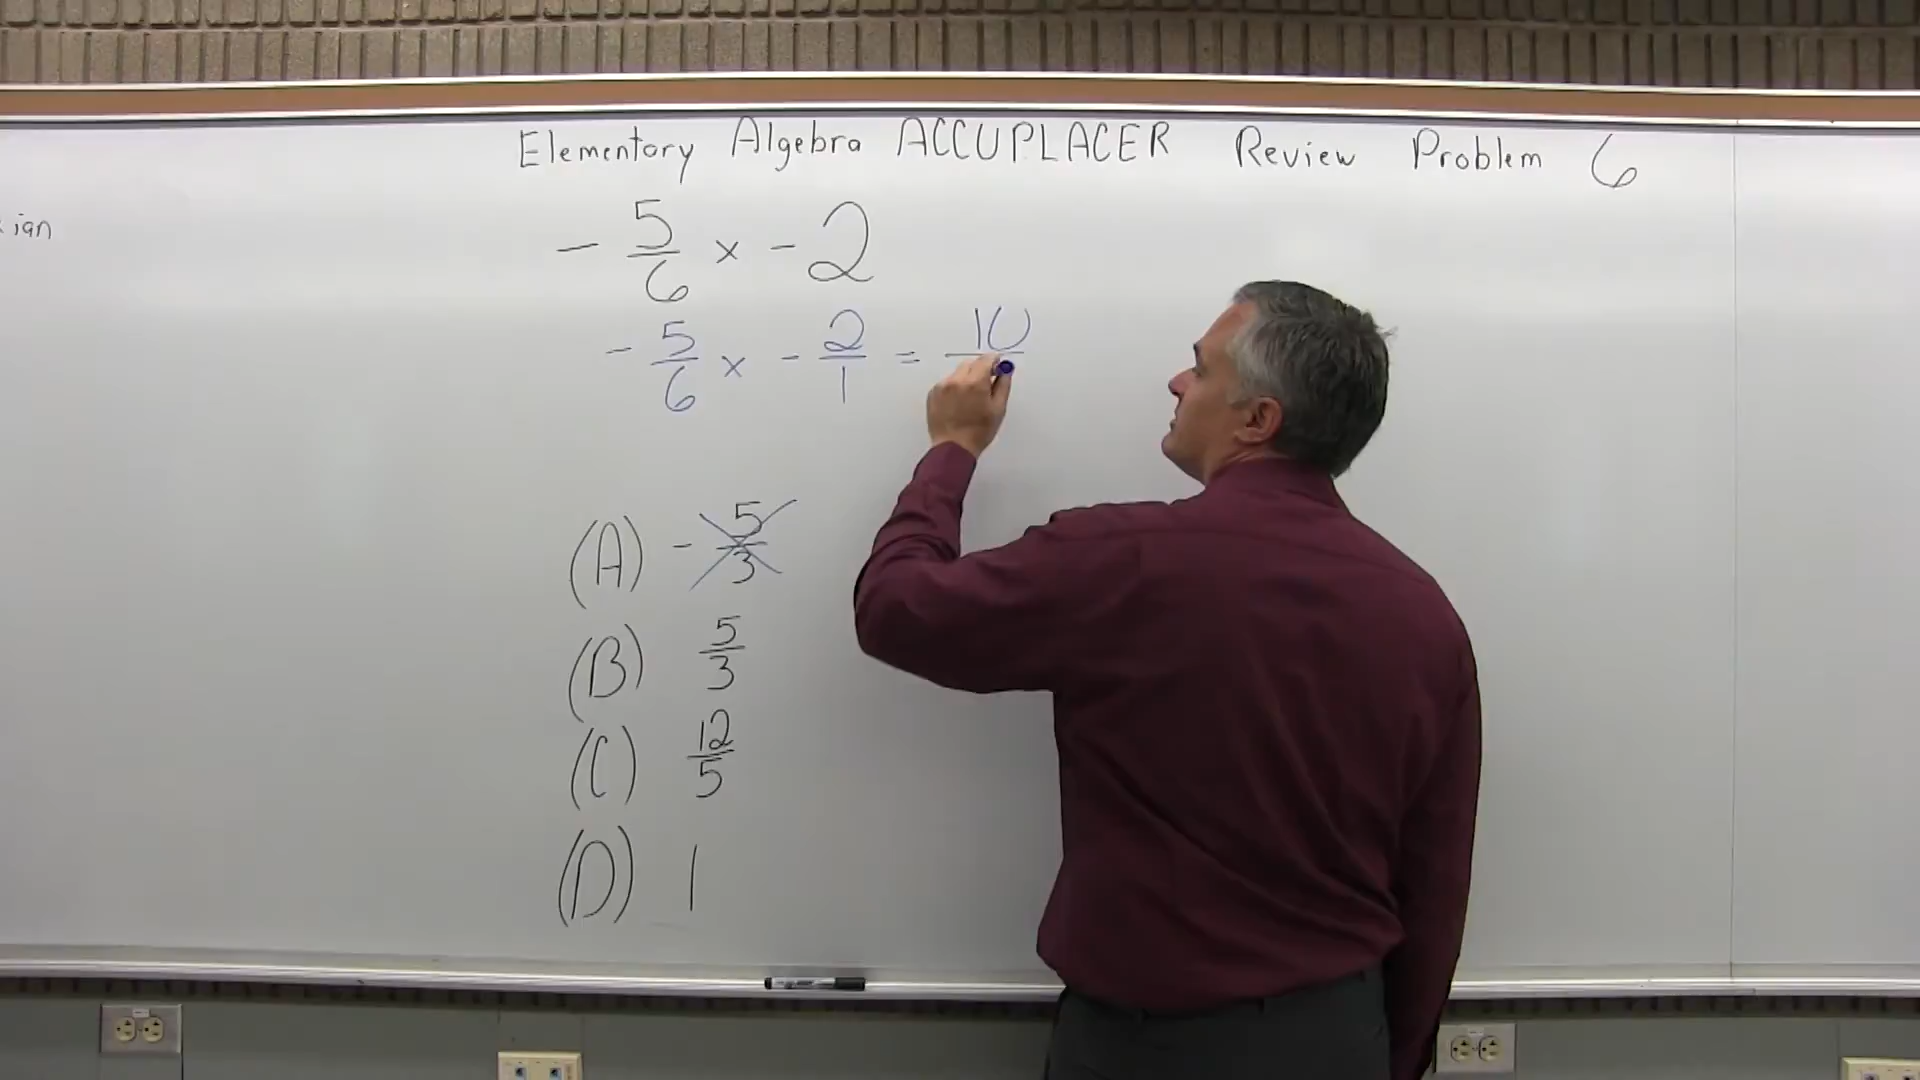 Elementary Algebra ACCUPLACER Review Problem 6
ian
- 5/6 x - 2
- 5/6 x - 2/1 = 10
(A) - 5/3
(B) 5/3
(C) 12/5
(D) 1